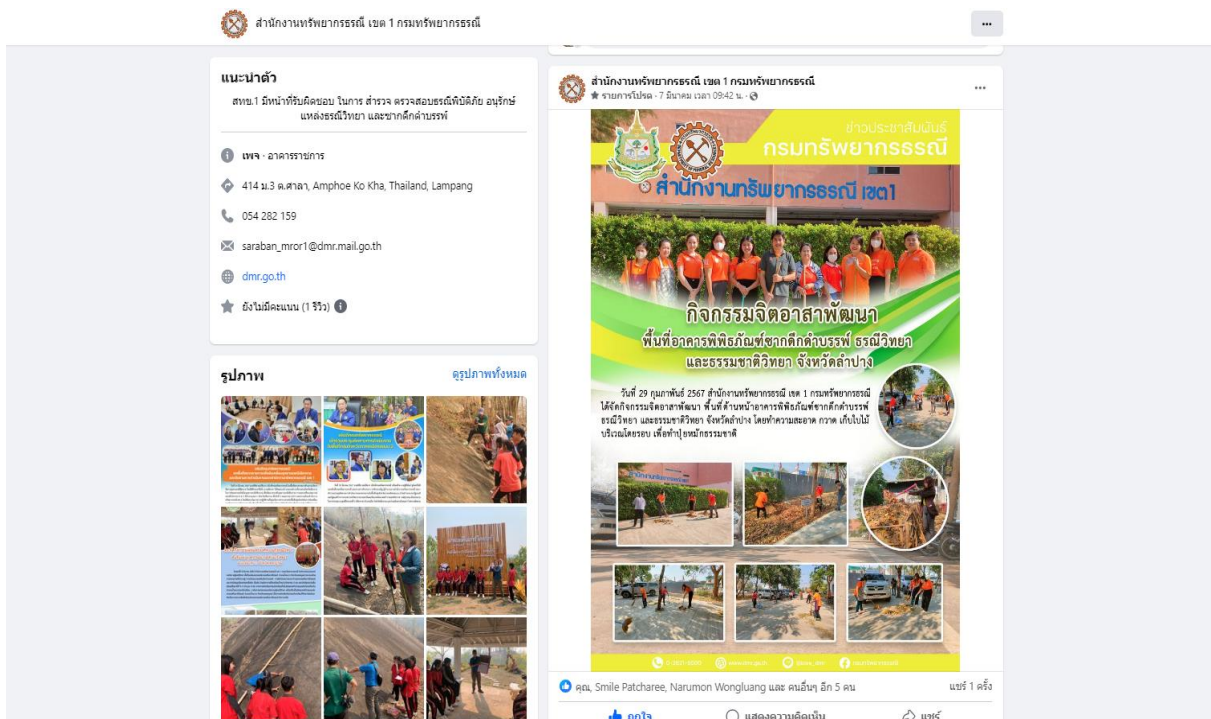 สำนักงานทรัพยากรธรณี เขต 1 กรมทรัพยากรธรณี
แนะนำตัว
สทข.1 มีหน้าที่รับผิดชอบ ในการ สำรวจ ตรวจสอบธรณีพิบัติภัย อนุรักษ์
แหล่งธรณีวิทยา และซากดึกดำบรรพ์
เพจ · อาคารราชการ
414 ม.3 ต.ศาลา, Amphoe Ko Kha, Thailand, Lampang
054 282 159
saraban_mror1@dmr.mail.go.th
dmr.go.th
ยังไม่มีคะแนน (1 รีวิว)
รูปภาพ
ดูรูปภาพทั้งหมด
สำนักงานทรัพยากรธรณี เขต 1 กรมทรัพยากรธรณี
รายการโปรด · 7 มีนาคม เวลา 09:42 น. ·
ข่าวประชาสัมพันธ์
กรมทรัพยากรธรณี
สำนักงานทรัพยากรธรณี เขต1
กิจกรรมจิตอาสาพัฒนา
พื้นที่อาคารพิพิธภัณฑ์ซากดึกดำบรรพ์ ธรณีวิทยา
และธรรมชาติวิทยา จังหวัดลำปาง
วันที่ 29 กุมภาพันธ์ 2567 สำนักงานทรัพยากรธรณี เขต 1 กรมทรัพยากรธรณี
ได้จัดกิจกรรมจิตอาสาพัฒนา พื้นที่ด้านหน้าอาคารพิพิธภัณฑ์ซากดึกดำบรรพ์
ธรณีวิทยา และธรรมชาติวิทยา จังหวัดลำปาง โดยทำความสะอาด กวาด เก็บใบไม้
บริเวณโดยรอบ เพื่อทำปุ๋ยหมักธรรมชาติ
คุณ, Smile Patcharee, Narumon Wongluang และ คนอื่นๆ อีก 5 คน
แชร์ 1 ครั้ง
ถูกใจ
แสดงความคิดเห็น
แชร์